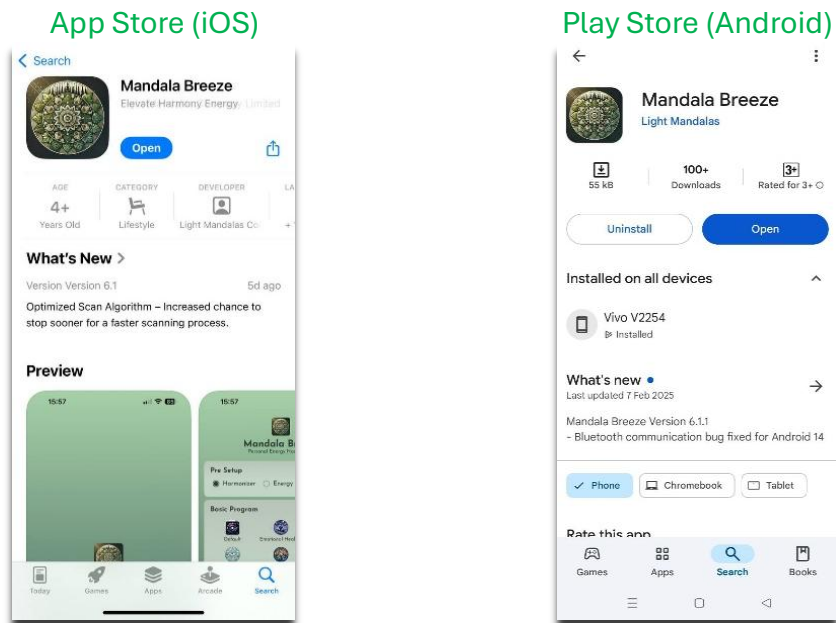 App Store (iOS)
Search
Mandala Breeze
Elevate Harmony Energy Limited
Open
AGE
CATEGORY
DEVELOPER
LA
4+
Years Old
Lifestyle
Light Mandalas Co
+
What's New
Version Version 6.1
5d ago
Optimized Scan Algorithm – Increased chance to
stop sooner for a faster scanning process.
Preview
15:57
15:57
Mandala B
Pre Setup
Harmonizer
Energy
Basic Program
Default
Emotional Heal
Today
Games
Apps
Arcade
Search
Play Store (Android)
Mandala Breeze
Light Mandalas
55 kB
100+
Downloads
3+
Rated for 3+
Uninstall
Open
Installed on all devices
Vivo V2254
Installed
What's new
Last updated 7 Feb 2025
Mandala Breeze Version 6.1.1
- Bluetooth communication bug fixed for Android 14
Phone
Chromebook
Tablet
Rate this app
Games
Apps
Search
Books